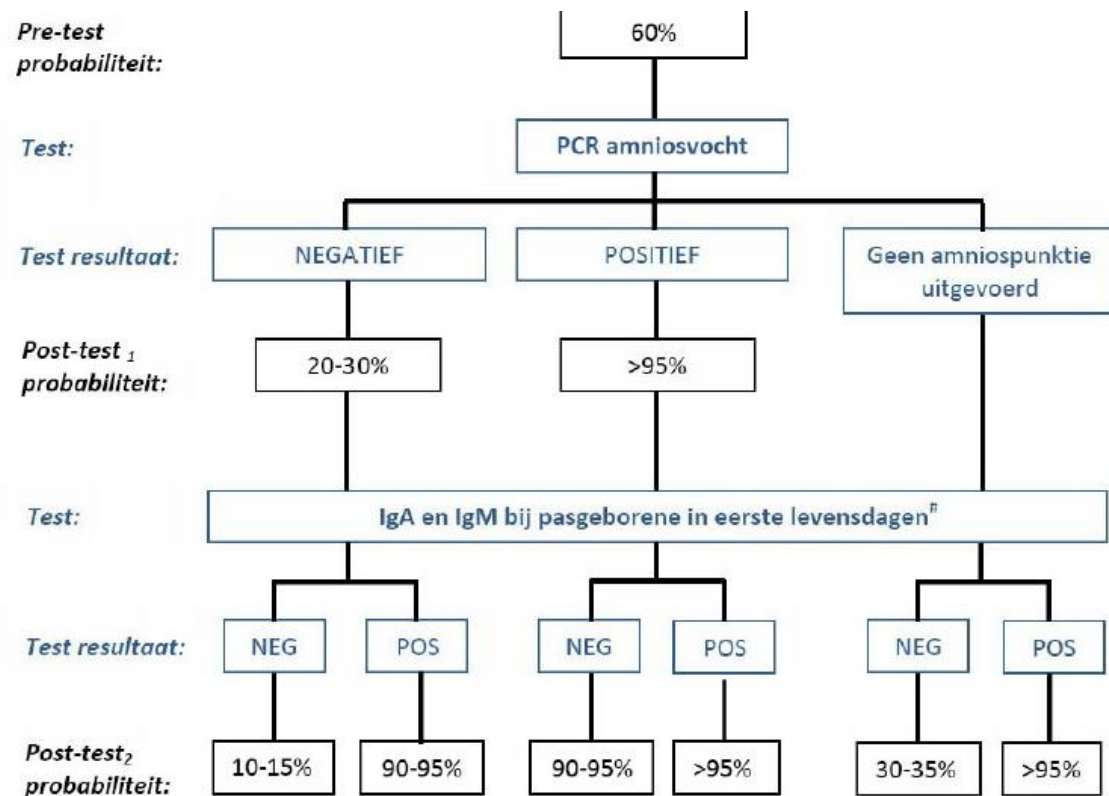 Pre-test
probabiliteit:
60%
Test:
PCR amniosvocht
Test resultaat:
NEGATIEF
POSITIEF
Geen amniospunktie
uitgevoerd
Post-test 1
probabiliteit:
20-30%
>95%
Test:
IgA en IgM bij pasgeborene in eerste levensdagen#
Test resultaat:
NEG
POS
NEG
POS
NEG
POS
Post-test2
probabiliteit:
10-15%
90-95%
90-95%
>95%
30-35%
>95%